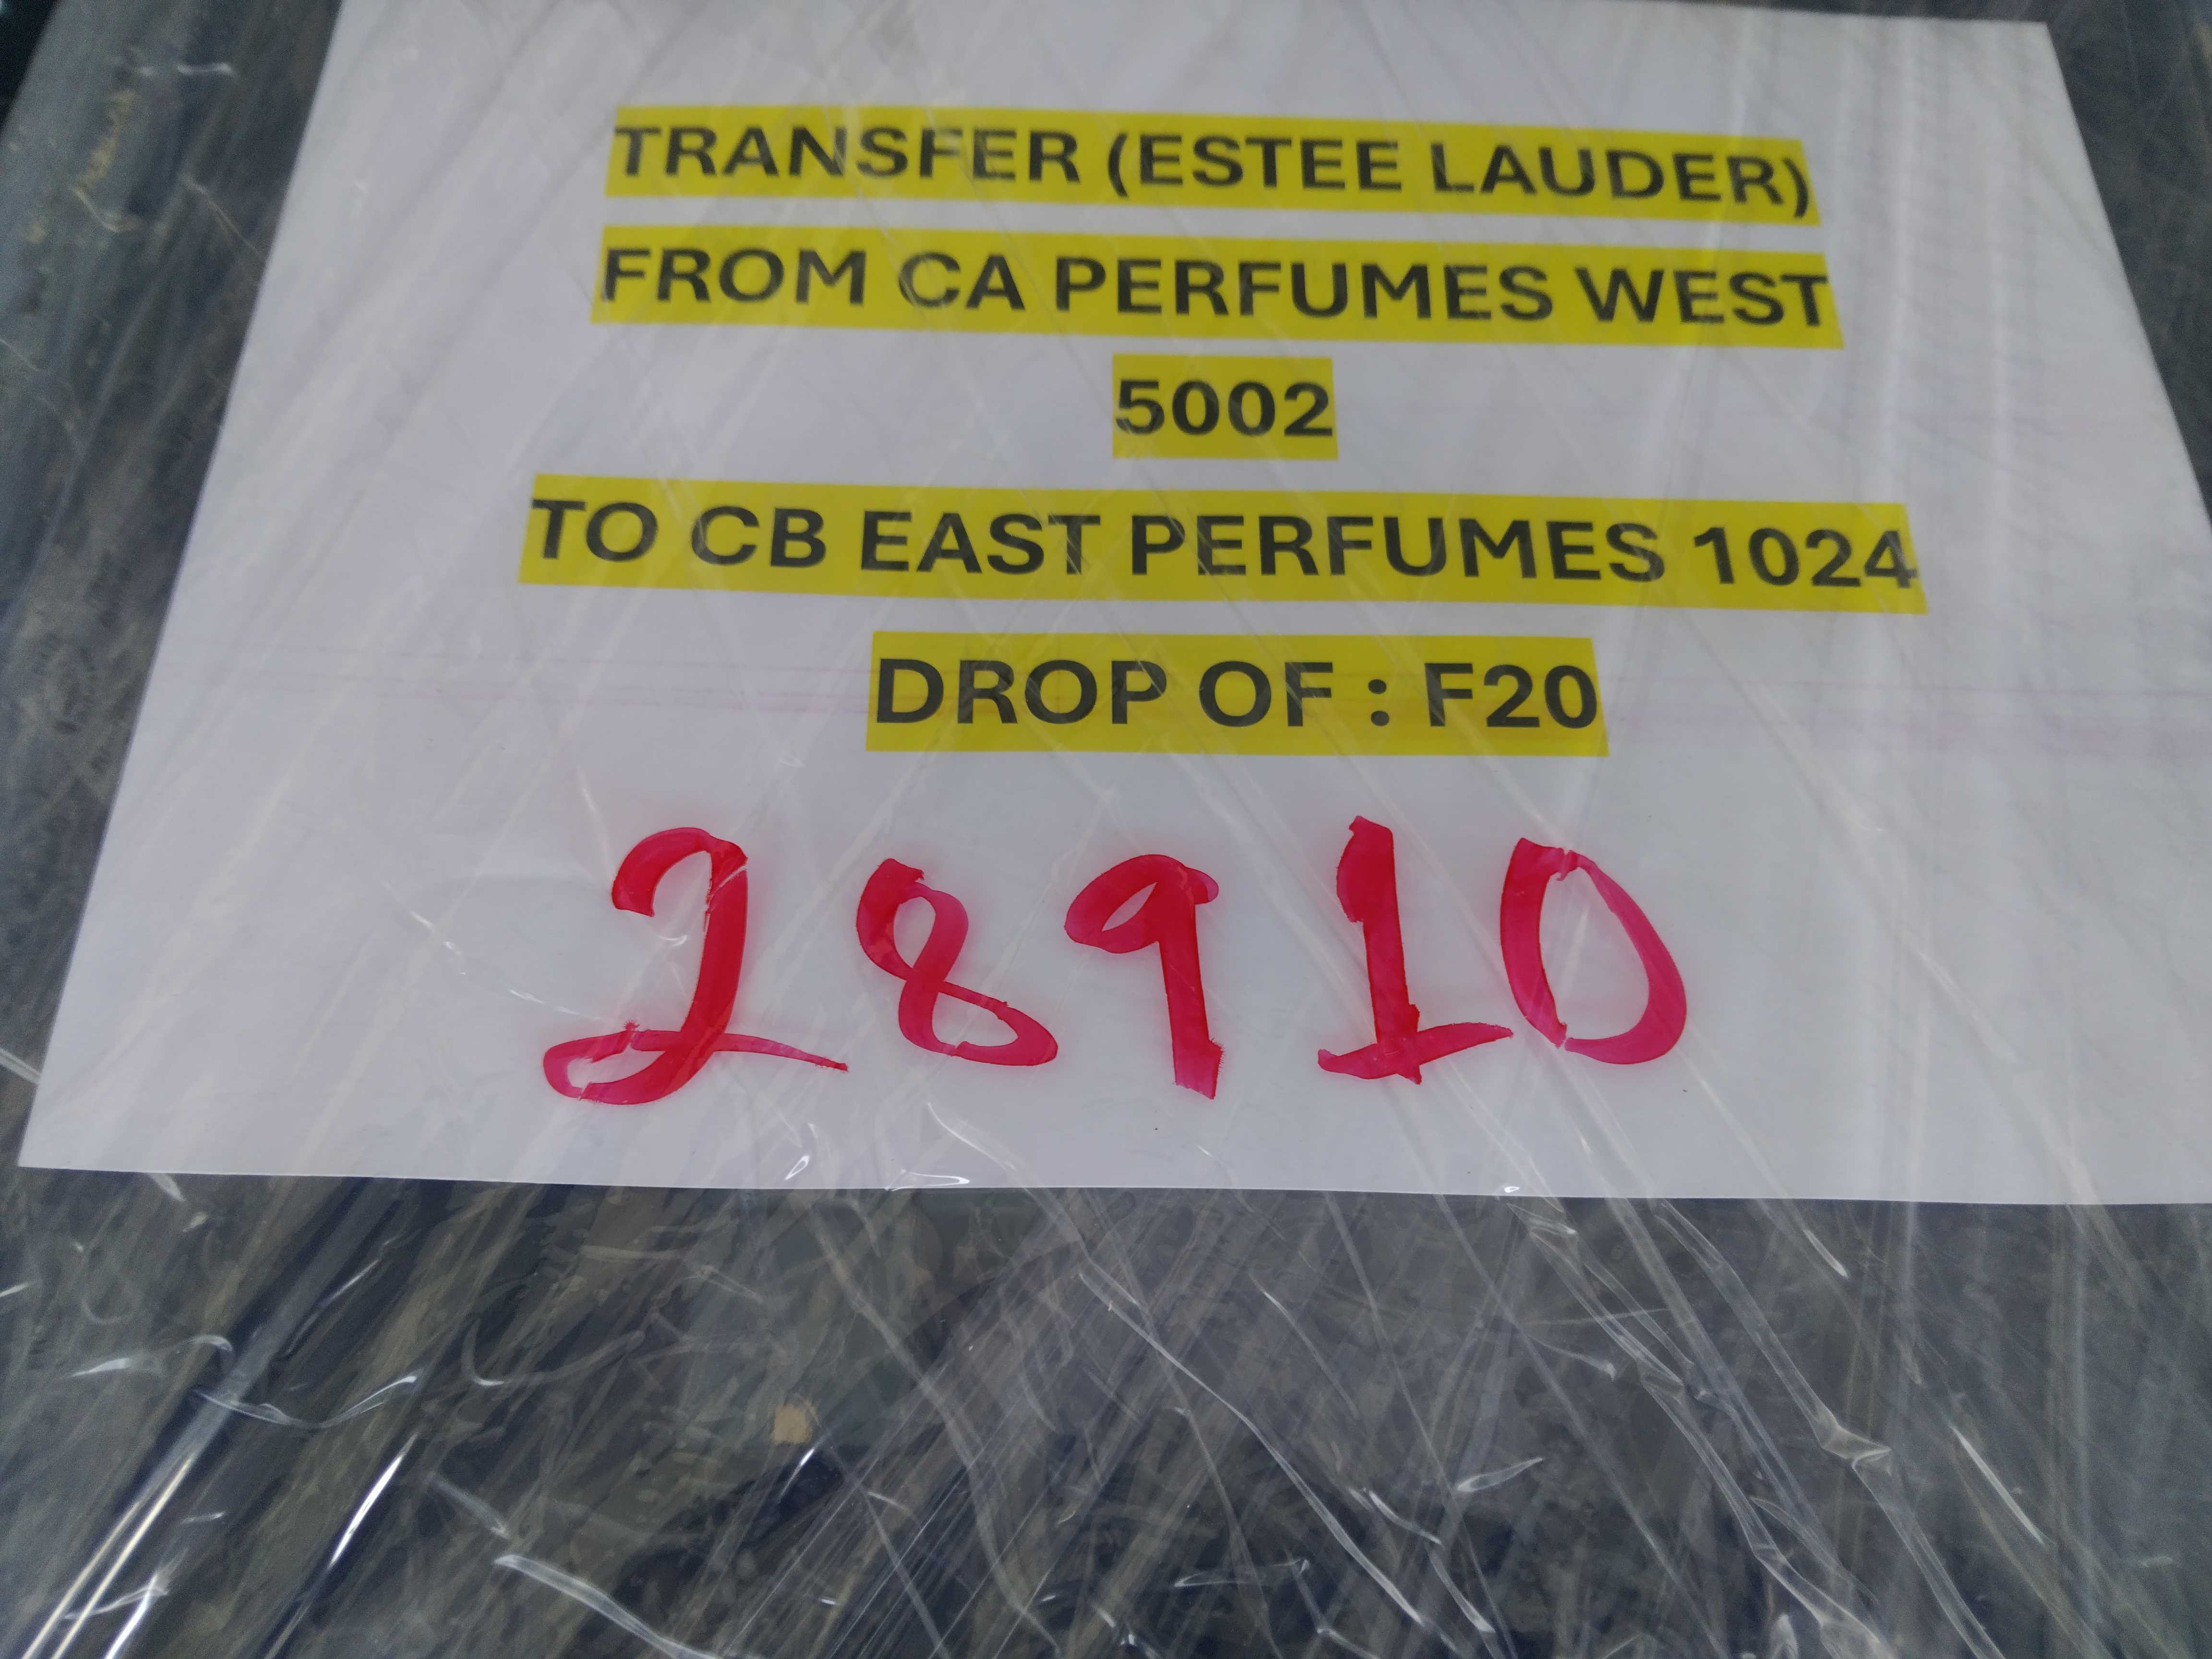 TRANSFER (ESTEE LAUDER)
FROM CA PERFUMES WEST
5002
TO CB EAST PERFUMES 1024
DROP OF : F20
28910